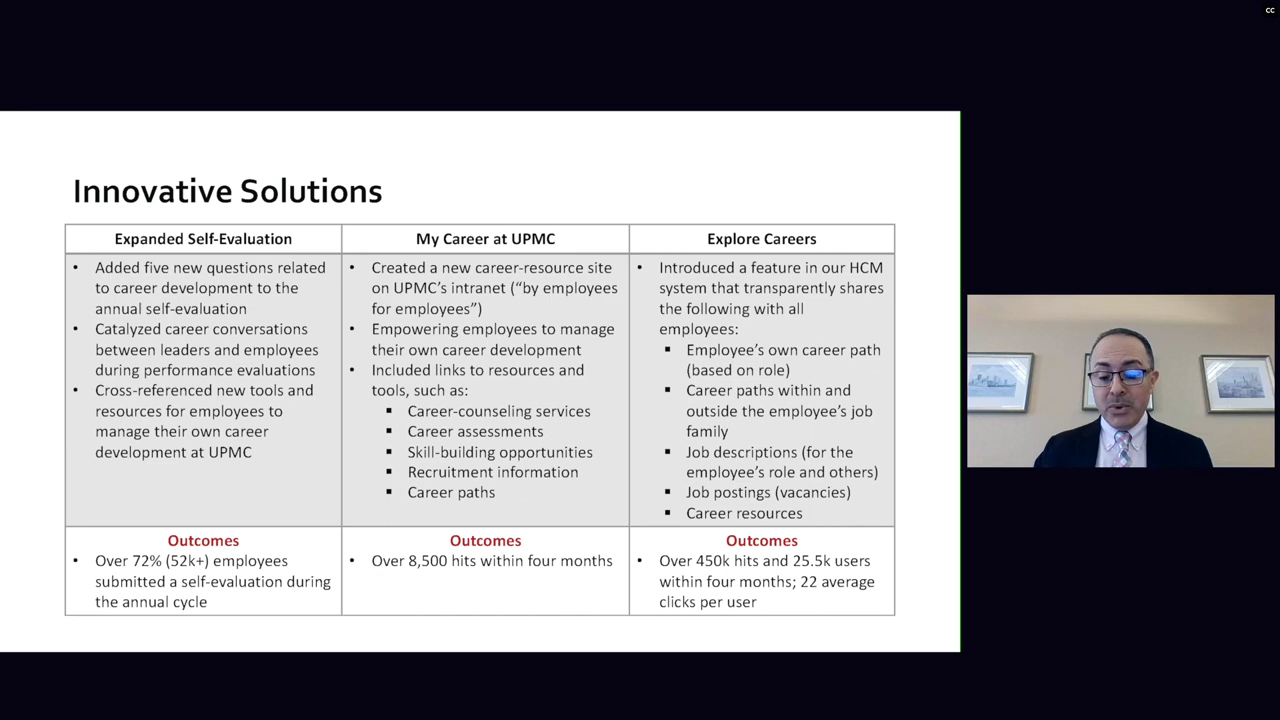 CC
Innovative Solutions
Expanded Self-Evaluation
• Added five new questions related
to career development to the
annual self-evaluation
• Catalyzed career conversations
between leaders and employees
during performance evaluations
• Cross-referenced new tools and
resources for employees to
manage their own career
development at UPMC
Outcomes
• Over 72% (52k+) employees
submitted a self-evaluation during
the annual cycle
My Career at UPMC
• Created a new career-resource site
on UPMC’s intranet (“by employees
for employees”)
• Empowering employees to manage
their own career development
• Included links to resources and
tools, such as:
▪ Career-counseling services
▪ Career assessments
▪ Skill-building opportunities
▪ Recruitment information
▪ Career paths
Outcomes
• Over 8,500 hits within four months
Explore Careers
• Introduced a feature in our HCM
system that transparently shares
the following with all
employees:
▪ Employee’s own career path
(based on role)
▪ Career paths within and
outside the employee’s job
family
▪ Job descriptions (for the
employee’s role and others)
▪ Job postings (vacancies)
▪ Career resources
Outcomes
• Over 450k hits and 25.5k users
within four months; 22 average
clicks per user